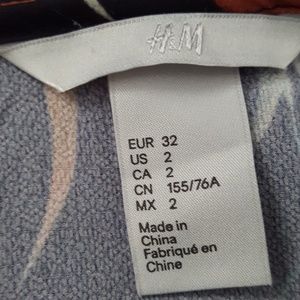 H&M
EUR 32
US 2
CA 2
CN 155/76A
MX 2
Made in
China
Fabriqué en
Chine